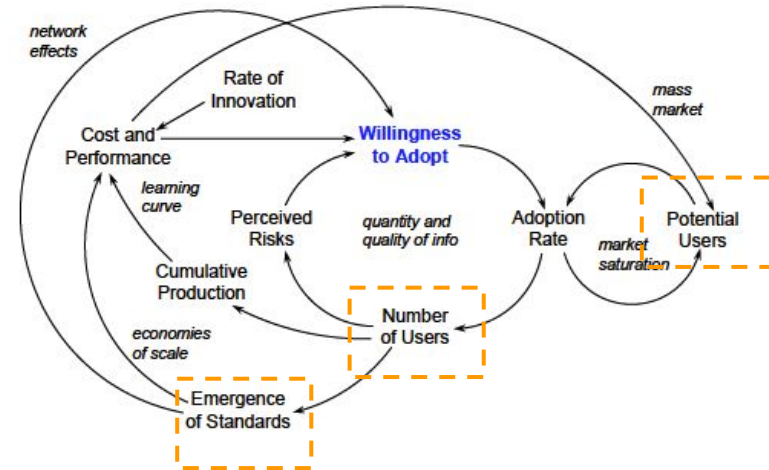 network
effects
Rate of
Innovation
mass
market
Cost and
Performance
Willingness
to Adopt
learning
curve
Perceived
Risks
quantity and
quality of info
Adoption
Rate
Potential
Users
market
saturation
Cumulative
Production
Number
of Users
economies
of scale
Emergence
of Standards